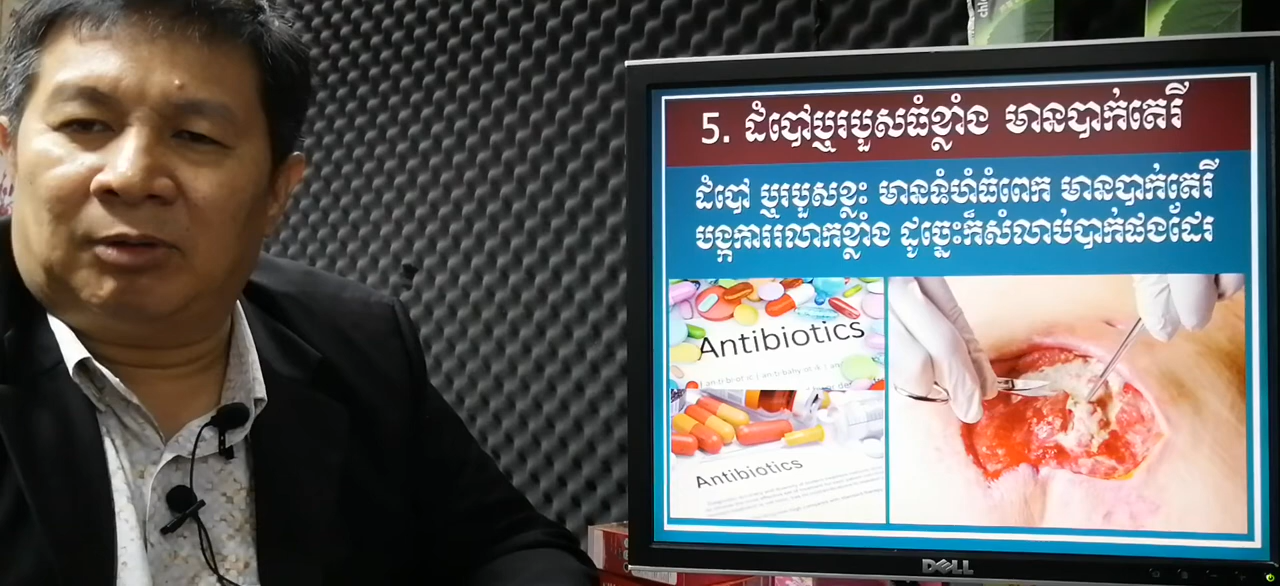 5. ដំបៅឬរបួសធំខ្លាំង មានបាក់តេរី
ដំបៅ ឬរបួសខ្លះ មានទំហំធំពេក មានបាក់តេរី
បង្កការរលាកខ្លាំង ដូច្នេះក៏សំលាប់បាក់ផងដែរ
Antibiotics
Antibiotics
DELL